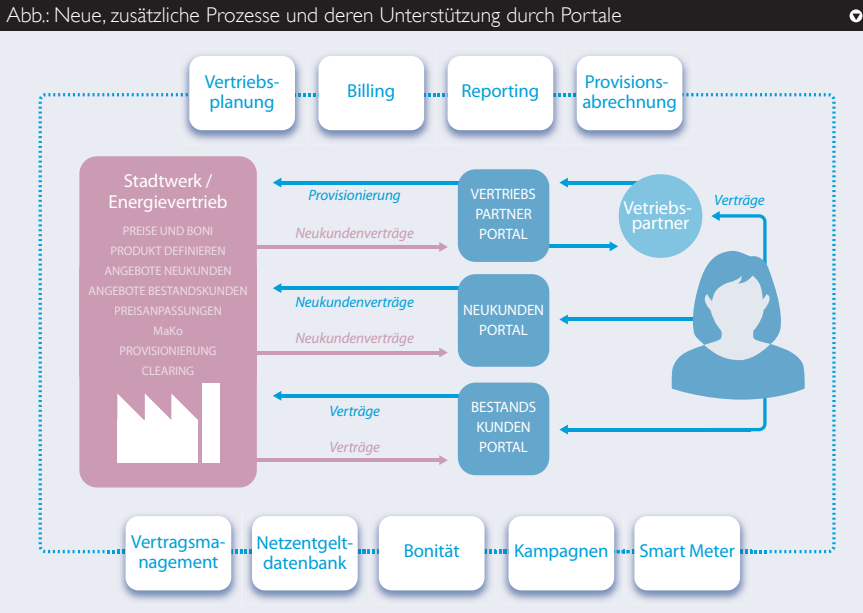 Abb.: Neue, zusätzliche Prozesse und deren Unterstützung durch Portale
Vertriebs-
planung
Billing
Reporting
Provisions-
abrechnung
Stadtwerk /
Energievertrieb
PREISE UND BONI
PRODUKT DEFINIEREN
ANGEBOTE NEUKUNDEN
ANGEBOTE BESTANDSKUNDEN
PREISANPASSUNGEN
MaKo
PROVISIONIERUNG
CLEARING
Provisionierung
Neukundenverträge
Neukundenverträge
Neukundenverträge
Verträge
Verträge
VERTRIEBS
PARTNER
PORTAL
NEUKUNDEN
PORTAL
BESTANDS
KUNDEN
PORTAL
Vetriebs-
partner
Verträge
Vertragsma-
nagement
Netzentgelt-
datenbank
Bonität
Kampagnen
Smart Meter